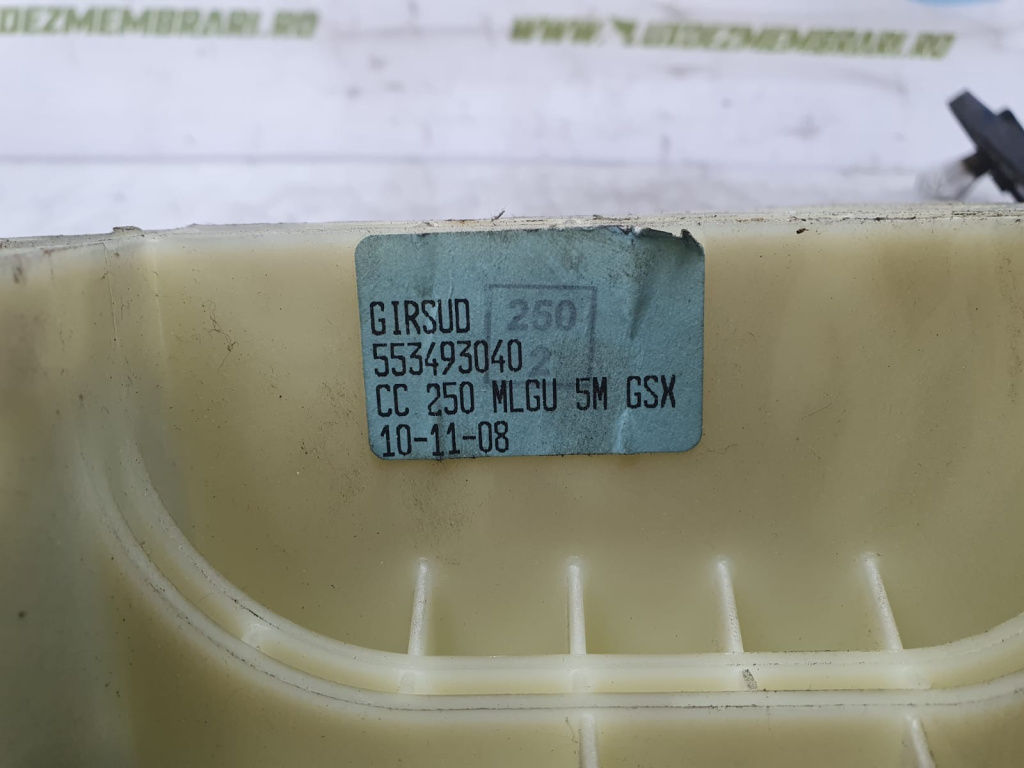 GIRSUD
553493040
CC 250 MLGU 5M GSX
10-11-08
250
2